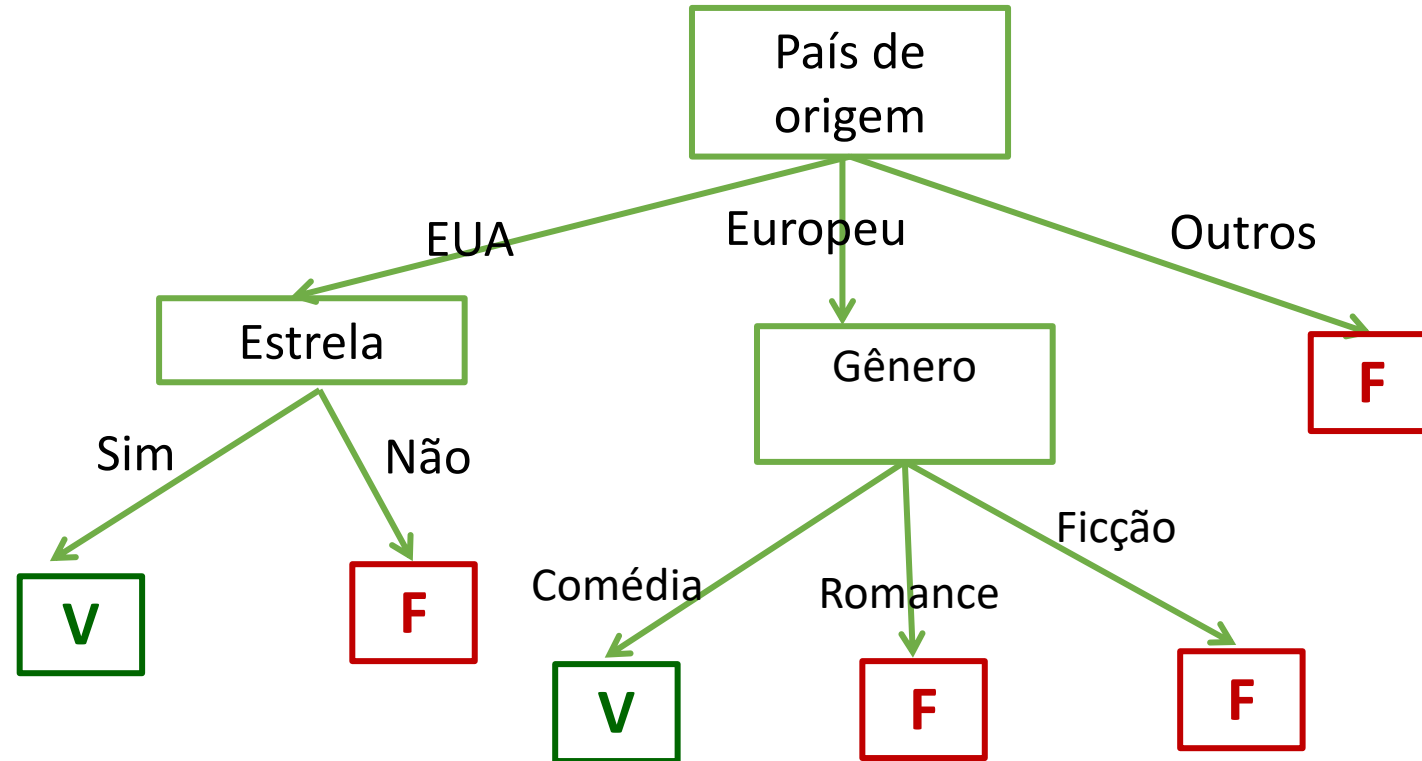 País de
origem
EUA
Europeu
Outros
Estrela
Gênero
F
Sim
Não
Ficção
Comédia
Romance
V
F
V
F
F